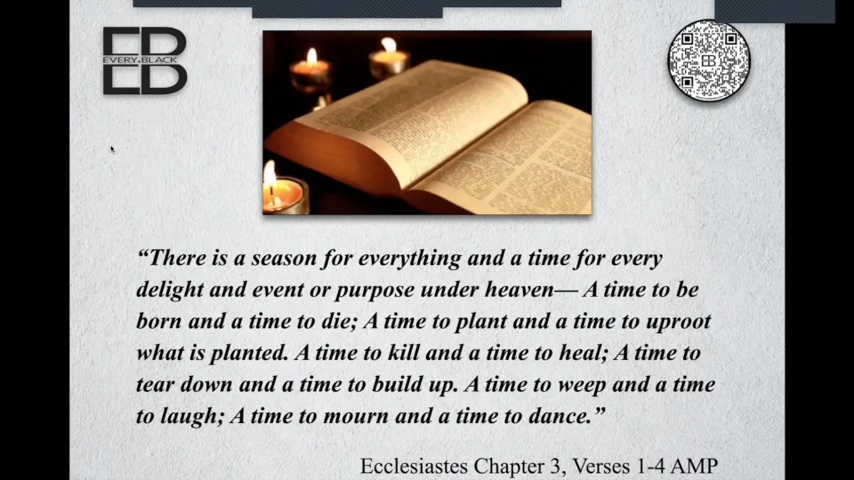 EB
EVERY.BLACK
EB
“There is a season for everything and a time for every
delight and event or purpose under heaven— A time to be
born and a time to die; A time to plant and a time to uproot
what is planted. A time to kill and a time to heal; A time to
tear down and a time to build up. A time to weep and a time
to laugh; A time to mourn and a time to dance.”
Ecclesiastes Chapter 3, Verses 1-4 AMP